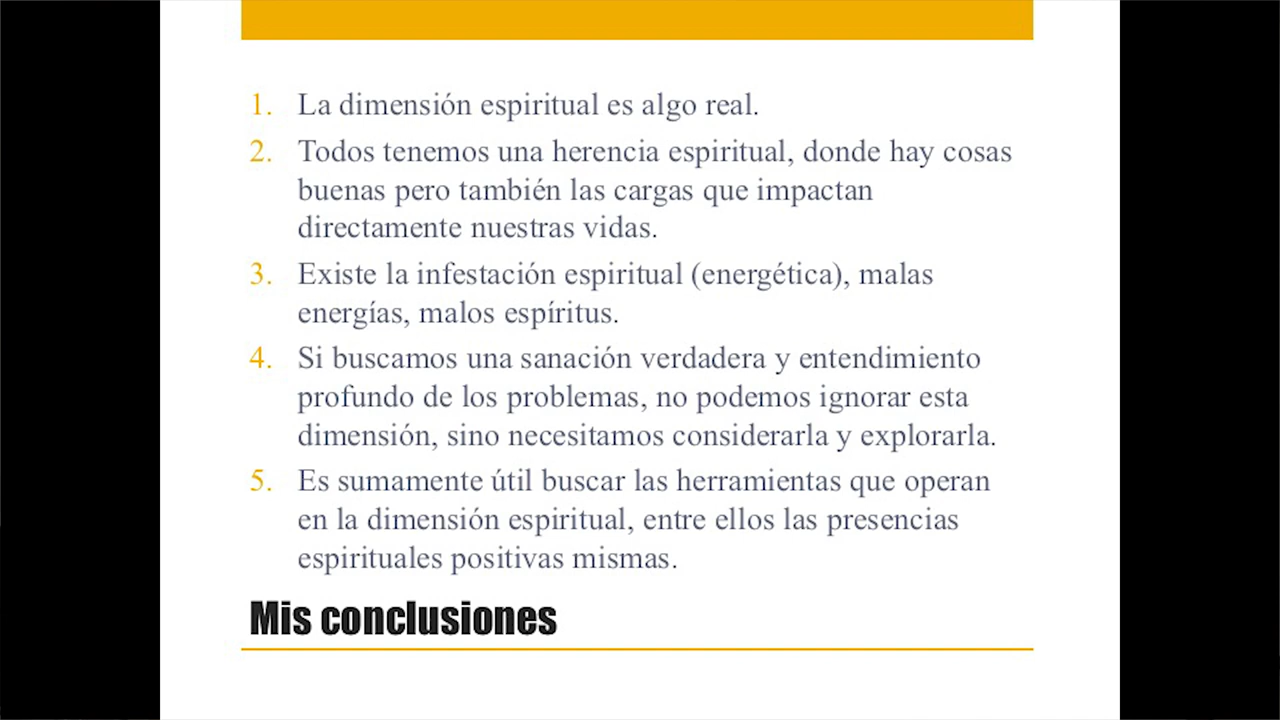 1. La dimensión espiritual es algo real.
2. Todos tenemos una herencia espiritual, donde hay cosas
buenas pero también las cargas que impactan
directamente nuestras vidas.
3. Existe la infestación espiritual (energética), malas
energías, malos espíritus.
4. Si buscamos una sanación verdadera y entendimiento
profundo de los problemas, no podemos ignorar esta
dimensión, sino necesitamos considerarla y explorarla.
5. Es sumamente útil buscar las herramientas que operan
en la dimensión espiritual, entre ellos las presencias
espirituales positivas mismas.
Mis conclusiones